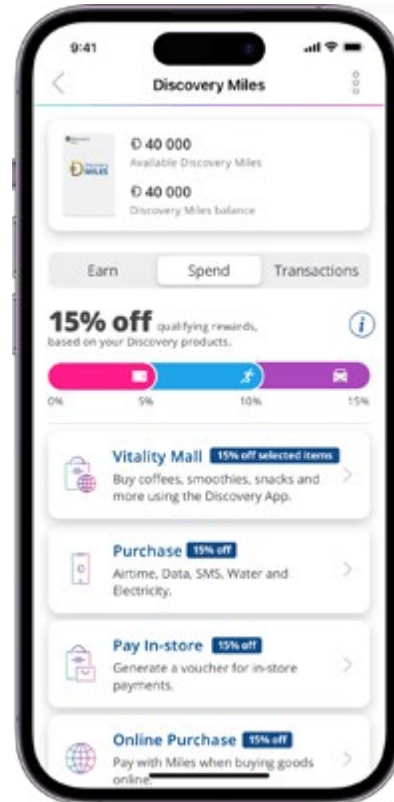 9:41
Discovery Miles
Đ 40 000
Available Discovery Miles
MILES
Đ 40 000
Discovery Miles balance
Earn Spend Transactions
15% off qualifying rewards,
based on your Discovery products.
0% 5% 10% 15%
Vitality Mall 15% off selected items
Buy coffees, smoothies, snacks and
more using the Discovery App.
Purchase 15% off
Airtime, Data, SMS, Water and
Electricity.
Pay In-store 15% off
Generate a voucher for in-store
payments.
Online Purchase 15% off
Pay with Miles when buying goods
online.